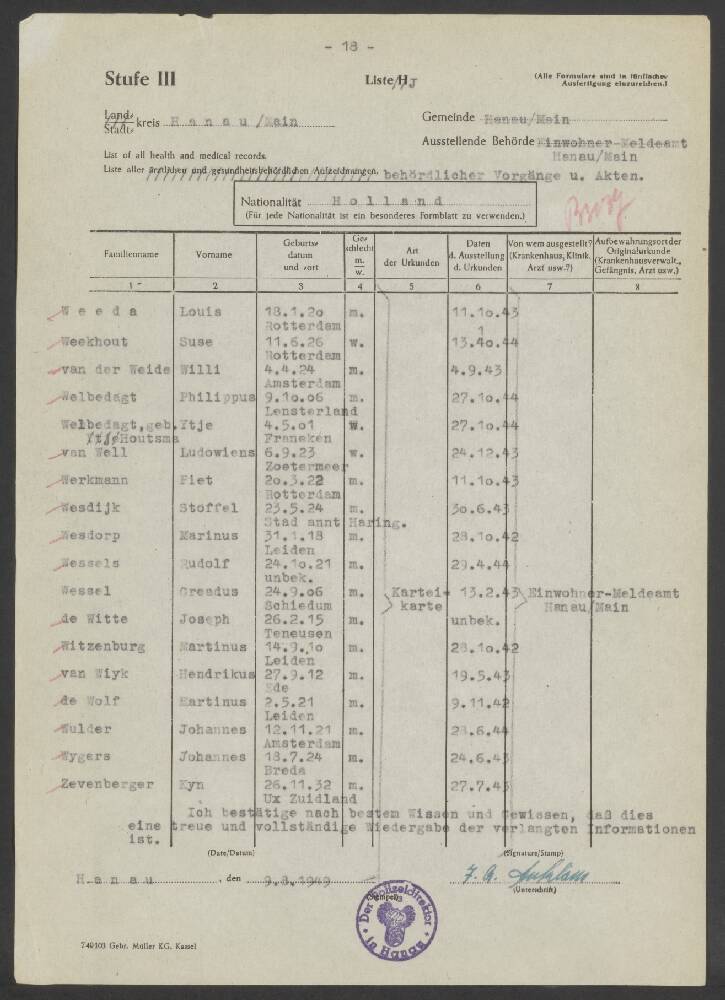 - 18 -
Stufe III
Liste HJ
(Alle Formulare sind in fünffacher
Ausfertigung einzureichen.)
Land-
Stadt- kreis Hanau/Main
Gemeinde Hanau/Main
Ausstellende Behörde Einwohner-Meldeamt
Hanau/Main
List of all health and medical records.
Liste aller ärztlichen und gesundheitsbehördlichen Aufzeichnungen. behördlicher Vorgänge u. Akten.
Nationalität Holland
(Für jede Nationalität ist ein besonderes Formblatt zu verwenden.)
Familienname Vorname Geburts- datum und -ort Ge- schlecht m. w. Art der Urkunden Daten d. Ausstellung d. Urkunden Von wem ausgestellt? (Krankenhaus, Klinik, Arzt usw.?) Aufbewahrungsort der Originalurkunde (Krankenhausverwalt., Gefängnis, Arzt usw.)
1 2 3 4 5 6 7 8
Weeda Louis 18.1.20 m. 11.10.43
Rotterdam
Weekhout Suse 11.6.26 w. 13.10.44
Rotterdam
van der Weide Willi 4.4.24 m. 4.9.43
Amsterdam
Welbedagt Philippus 9.10.06 m. 27.10.44
Lensterland
Welbedagt, geb. Ytje 4.5.01 w. 27.10.44
Houtsma Franeken
van Well Ludowiens 6.9.23 w. 24.12.43
Zoetermeer
Werkmann Piet 20.3.22 m. 11.10.43
Rotterdam
Wesdijk Stoffel 23.5.24 m. 30.6.43
Stad annt Haring.
Wesdorp Marinus 31.1.18 m. 28.10.42
Leiden
Wessels Rudolf 24.10.21 m. 29.4.44
unbek.
Wessel Greadus 24.9.06 m. Kartei- 13.2.43 Einwohner-Meldeamt
Schiedum karte Hanau/Main
de Witte Joseph 26.2.15 m. unbek.
Teneusen
Witzenburg Martinus 14.9.10 m. 28.10.42
Leiden
van Wiyk Hendrikus 27.9.12 m. 19.5.43
Ede
de Wolf Martinus 2.5.21 m. 9.11.42
Leiden
Wulder Johannes 12.11.21 m. 28.6.44
Amsterdam
Wygers Johannes 18.7.24 m. 24.6.43
Breda
Zevenberger Kyn 26.11.32 m. 27.7.43
Ux Zuidland
Ich bestätige nach bestem Wissen und Gewissen, daß dies
eine treue und vollständige Wiedergabe der verlangten Informationen
ist.
(Date/Datum) (Signature/Stamp)
Hanau, den 9.8.1949
(Unterschrift)
(Stempel)
Der Polizeidirektor
in Hanau
749103 Gebr. Müller KG. Kassel